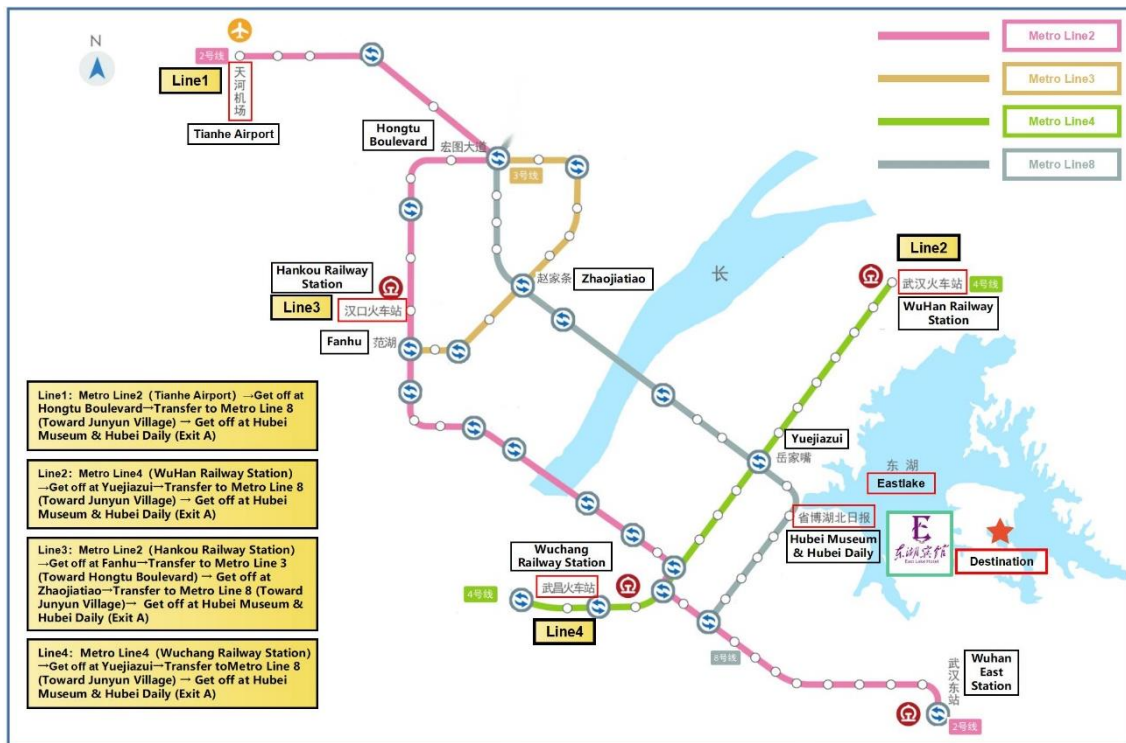 N
2号线
Line1
天河机场
Tianhe Airport
Metro Line2
Metro Line3
Metro Line4
Metro Line8
Hongtu
Boulevard
宏图大道
3号线
Hankou Railway
Station
Line3
汉口火车站
Fanhu
范湖
赵家条
Zhaojiatiao
长
Line2
武汉火车站
4号线
WuHan Railway
Station
Yuejiazui
岳家嘴
东湖
Eastlake
省博湖北日报
Hubei Museum
& Hubei Daily
E
东湖宾馆
East Lake Hotel
Destination
Wuchang
Railway Station
4号线
武昌火车站
Line4
8号线
武汉东站
Wuhan
East
Station
2号线
Line1: Metro Line2 (Tianhe Airport) →Get off at
Hongtu Boulevard→Transfer to Metro Line 8
(Toward Junyun Village) → Get off at Hubei
Museum & Hubei Daily (Exit A)
Line2: Metro Line4 (WuHan Railway Station)
→Get off at Yuejiazui→Transfer to Metro Line 8
(Toward Junyun Village) → Get off at Hubei
Museum & Hubei Daily (Exit A)
Line3: Metro Line2 (Hankou Railway Station)
→Get off at Fanhu→Transfer to Metro Line 3
(Toward Hongtu Boulevard) → Get off at
Zhaojiatiao→Transfer to Metro Line 8 (Toward
Junyun Village)→ Get off at Hubei Museum &
Hubei Daily (Exit A)
Line4: Metro Line4 (Wuchang Railway Station)
→Get off at Yuejiazui→Transfer toMetro Line 8
(Toward Junyun Village) → Get off at Hubei
Museum & Hubei Daily (Exit A)